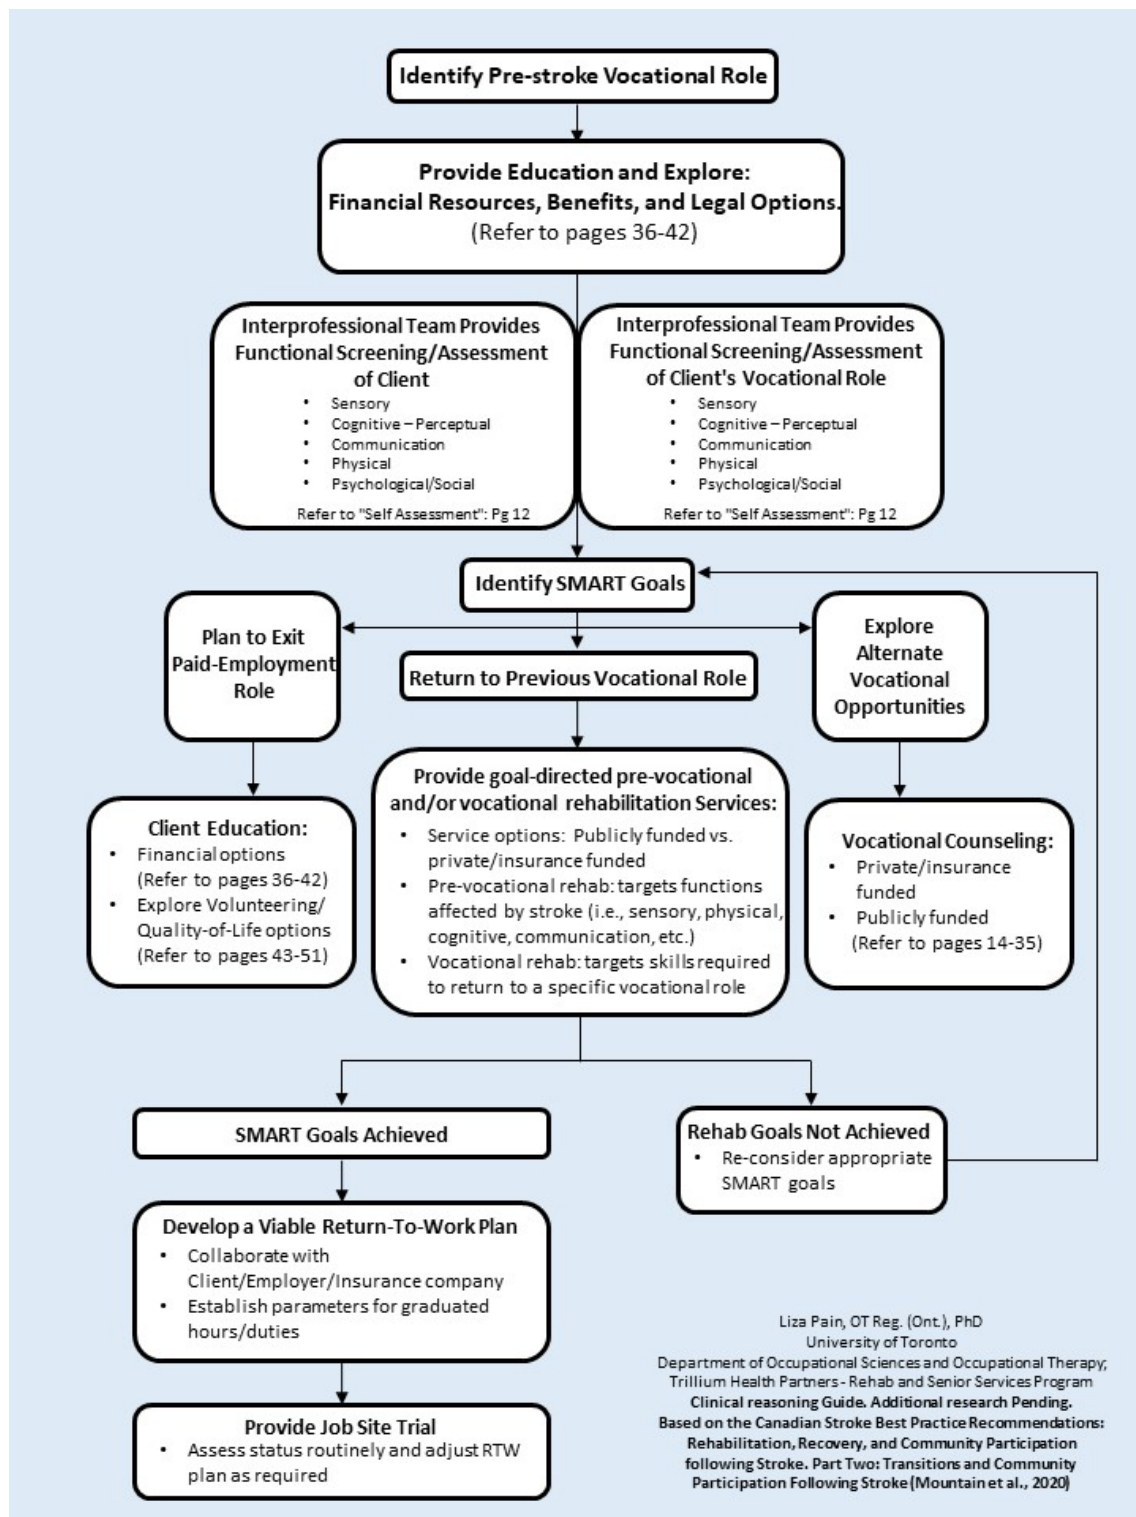 Identify Pre-stroke Vocational Role
Provide Education and Explore:
Financial Resources, Benefits, and Legal Options.
(Refer to pages 36-42)
Interprofessional Team Provides
Functional Screening/Assessment
of Client
• Sensory
• Cognitive – Perceptual
• Communication
• Physical
• Psychological/Social
Refer to "Self Assessment": Pg 12
Interprofessional Team Provides
Functional Screening/Assessment
of Client's Vocational Role
• Sensory
• Cognitive – Perceptual
• Communication
• Physical
• Psychological/Social
Refer to "Self Assessment": Pg 12
Identify SMART Goals
Plan to Exit
Paid-Employment
Role
Return to Previous Vocational Role
Explore
Alternate
Vocational
Opportunities
Client Education:
• Financial options
(Refer to pages 36-42)
• Explore Volunteering/
Quality-of-Life options
(Refer to pages 43-51)
Provide goal-directed pre-vocational
and/or vocational rehabilitation Services:
• Service options: Publicly funded vs.
private/insurance funded
• Pre-vocational rehab: targets functions
affected by stroke (i.e., sensory, physical,
cognitive, communication, etc.)
• Vocational rehab: targets skills required
to return to a specific vocational role
Vocational Counseling:
• Private/insurance
funded
• Publicly funded
(Refer to pages 14-35)
SMART Goals Achieved
Rehab Goals Not Achieved
• Re-consider appropriate
SMART goals
Develop a Viable Return-To-Work Plan
• Collaborate with
Client/Employer/Insurance company
• Establish parameters for graduated
hours/duties
Provide Job Site Trial
• Assess status routinely and adjust RTW
plan as required
Liza Pain, OT Reg. (Ont.), PhD
University of Toronto
Department of Occupational Sciences and Occupational Therapy;
Trillium Health Partners - Rehab and Senior Services Program
Clinical reasoning Guide. Additional research Pending.
Based on the Canadian Stroke Best Practice Recommendations:
Rehabilitation, Recovery, and Community Participation
following Stroke. Part Two: Transitions and Community
Participation Following Stroke (Mountain et al., 2020)